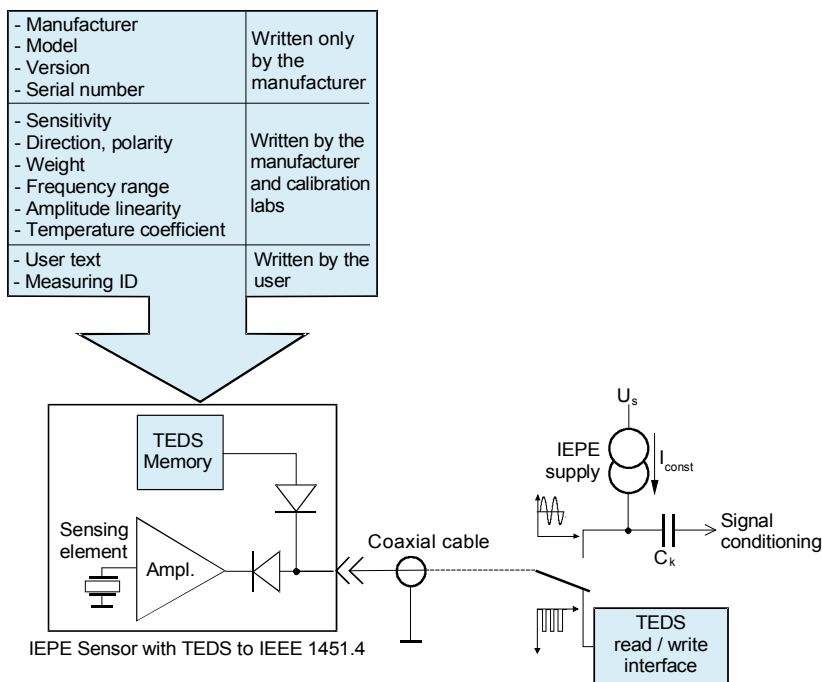 - Manufacturer
- Model
- Version
- Serial number
Written only
by the
manufacturer
- Sensitivity
- Direction, polarity
- Weight
- Frequency range
- Amplitude linearity
- Temperature coefficient
Written by the
manufacturer
and calibration
labs
- User text
- Measuring ID
Written by the
user
TEDS
Memory
Sensing
element
Ampl.
IEPE Sensor with TEDS to IEEE 1451.4
Coaxial cable
Us
IEPE
supply
Iconst
Ck
Signal
conditioning
TEDS
read / write
interface